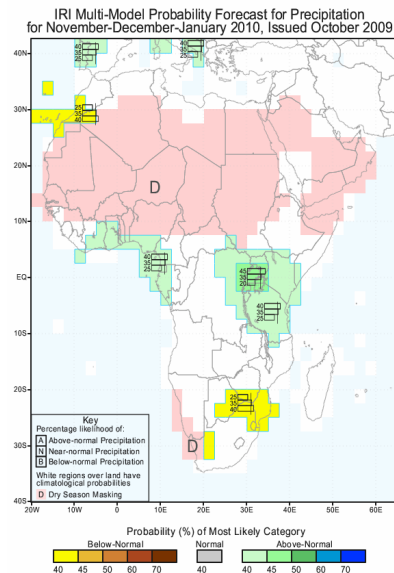 IRI Multi-Model Probability Forecast for Precipitation
for November-December-January 2010, Issued October 2009
40N
40
35
25
40
35
25
30N
25
35
40
20N
D
10N
40
35
25
EQ
45
35
20
40
35
25
10S
20S
25
35
40
30S
D
40S
Key
Percentage likelihood of:
A Above-normal Precipitation
N Near-normal Precipitation
B Below-normal Precipitation
White regions over land have
climatological probabilities
D Dry Season Masking
20W 10W 0 10E 20E 30E 40E 50E 60E
Probability (%) of Most Likely Category
Below-Normal Normal Above-Normal
40 45 50 60 70 40 40 45 50 60 70